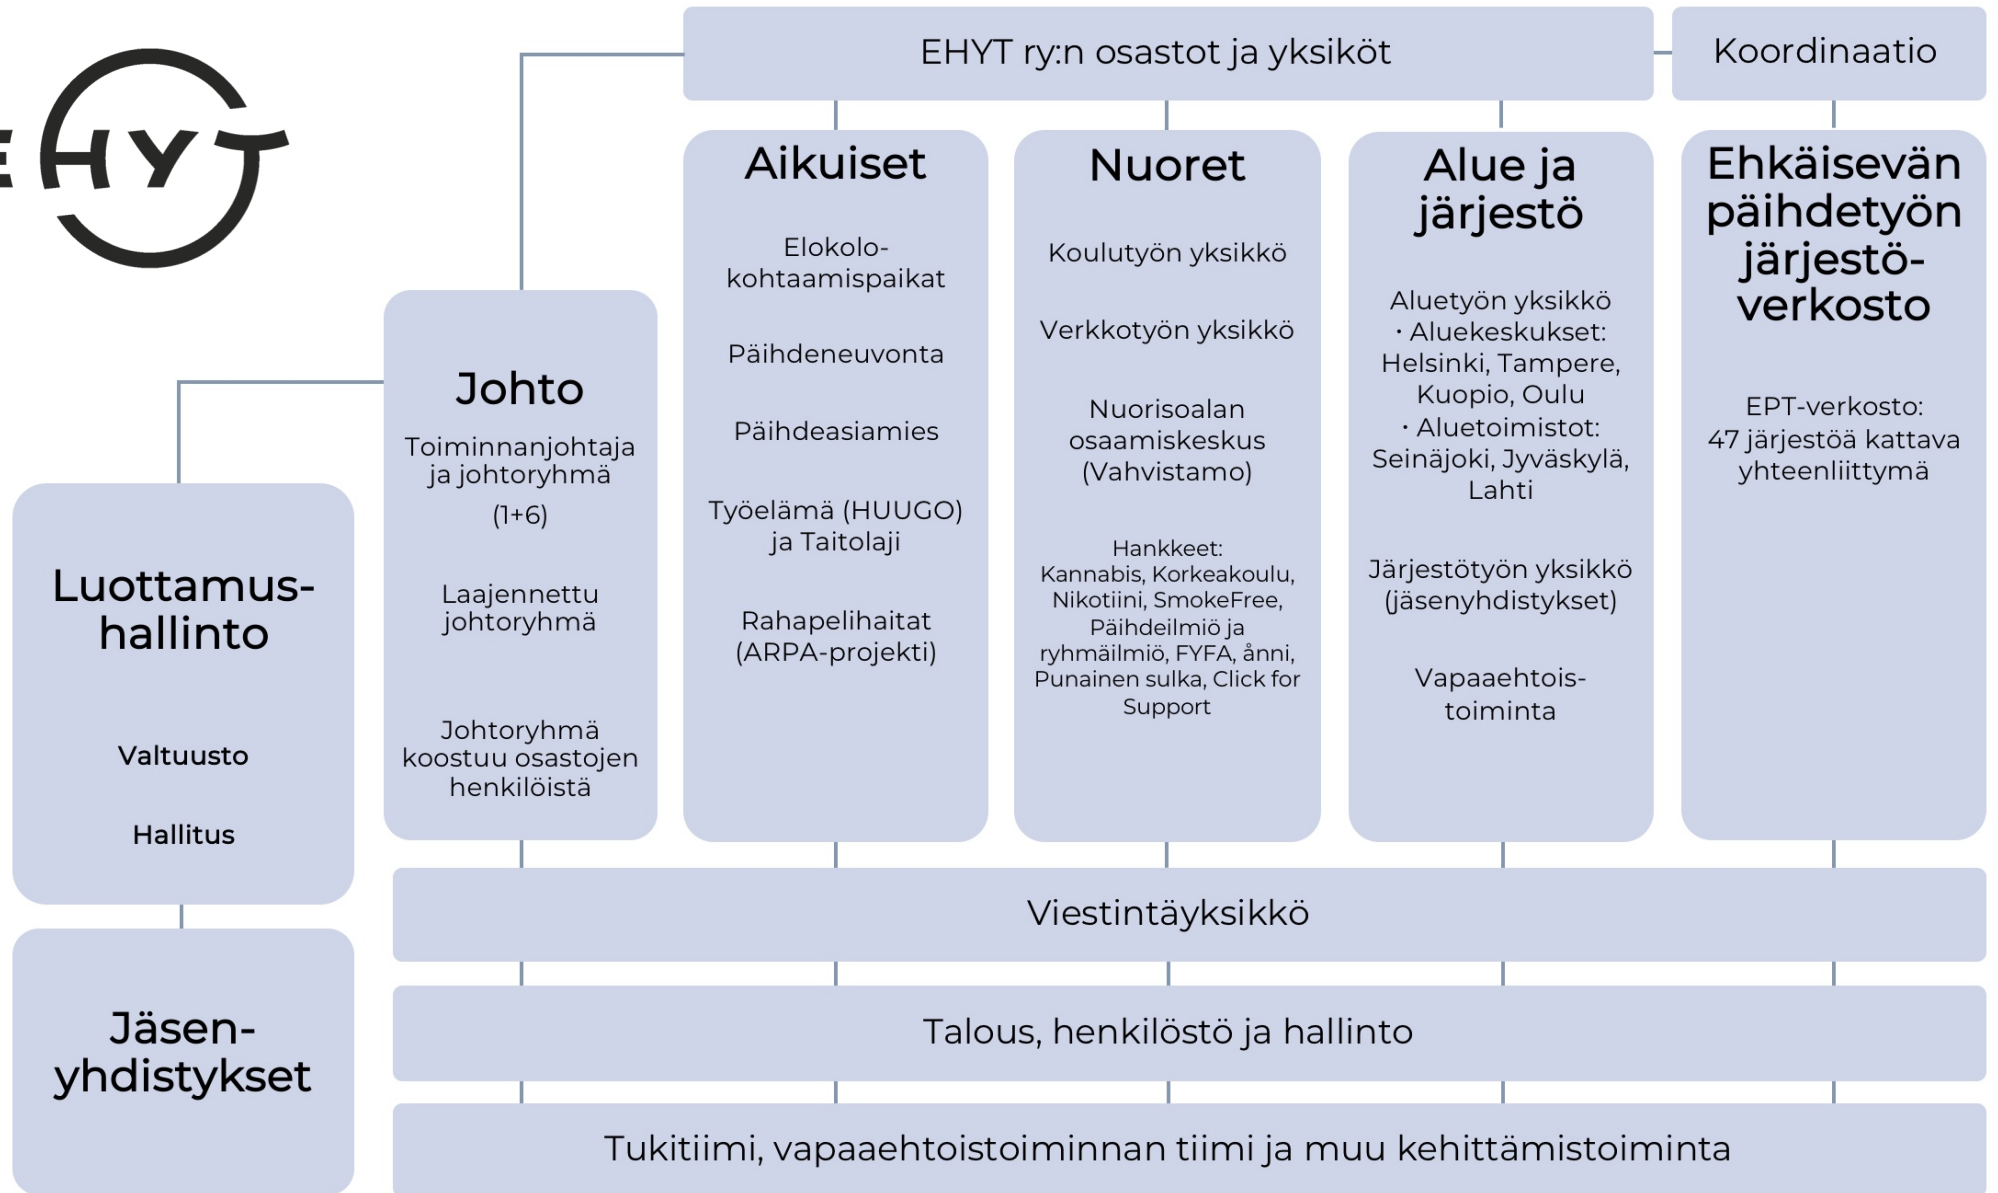 EHYT
EHYT ry:n osastot ja yksiköt
Koordinaatio
Luottamus-
hallinto
Valtuusto
Hallitus
Jäsen-
yhdistykset
Johto
Toiminnanjohtaja
ja johtoryhmä
(1+6)
Laajennettu
johtoryhmä
Johtoryhmä
koostuu osastojen
henkilöistä
Aikuiset
Elokolo-
kohtaamispaikat
Päihdeneuvonta
Päihdeasiamies
Työelämä (HUUGO)
ja Taitolaji
Rahapelihaitat
(ARPA-projekti)
Nuoret
Koulutyön yksikkö
Verkkotyön yksikkö
Nuorisoalan
osaamiskeskus
(Vahvistamo)
Hankkeet:
Kannabis, Korkeakoulu,
Nikotiini, SmokeFree,
Päihdeilmiö ja
ryhmäilmiö, FYFA, ånni,
Punainen sulka, Click for
Support
Alue ja
järjestö
Aluetyön yksikkö
· Aluekeskukset:
Helsinki, Tampere,
Kuopio, Oulu
· Aluetoimistot:
Seinäjoki, Jyväskylä,
Lahti
Järjestötyön yksikkö
(jäsenyhdistykset)
Vapaaehtois-
toiminta
Ehkäisevän
päihdetyön
järjestö-
verkosto
EPT-verkosto:
47 järjestöä kattava
yhteenliittymä
Viestintäyksikkö
Talous, henkilöstö ja hallinto
Tukitiimi, vapaaehtoistoiminnan tiimi ja muu kehittämistoiminta